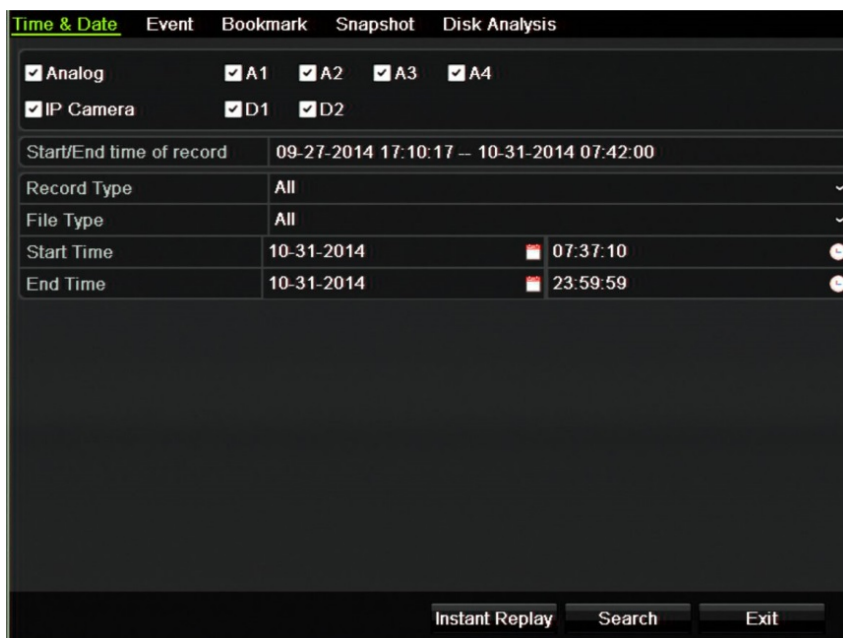 Time & Date Event Bookmark Snapshot Disk Analysis
Analog A1 A2 A3 A4
IP Camera D1 D2
Start/End time of record 09-27-2014 17:10:17 -- 10-31-2014 07:42:00
Record Type All
File Type All
Start Time 10-31-2014 07:37:10
End Time 10-31-2014 23:59:59
Instant Replay Search Exit